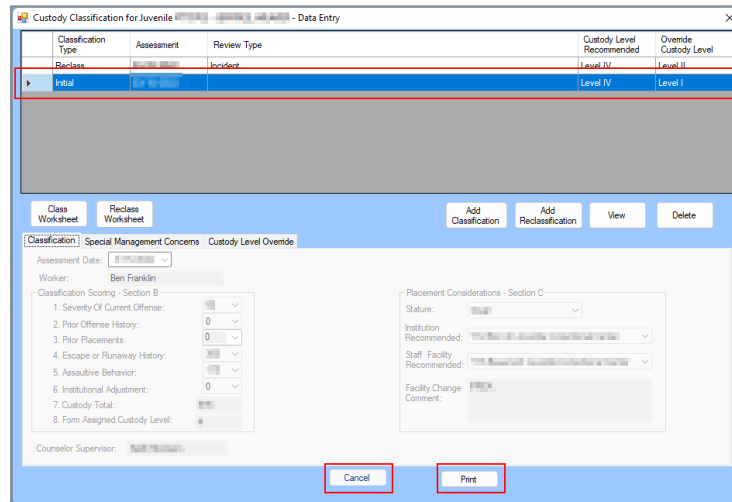 Custody Classification for Juvenile - Data Entry
Classification Type Assessment Review Type Custody Level Recommended Override Custody Level
Reclass Incident Level IV Level II
Initial Level IV Level I
Class Worksheet Reclass Worksheet Add Classification Add Reclassification View Delete
Classification Special Management Concerns Custody Level Override
Assessment Date:
Worker: Ben Franklin
Classification Scoring - Section B
1. Severity Of Current Offense:
2. Prior Offense History: 0
3. Prior Placements: 0
4. Escape or Runaway History:
5. Assaultive Behavior:
6. Institutional Adjustment: 0
7. Custody Total:
8. Form Assigned Custody Level:
Placement Considerations - Section C
Stature:
Institution
Recommended:
Staff Facility
Recommended:
Facility Change
Comment:
Counselor Supervisor:
Cancel Print